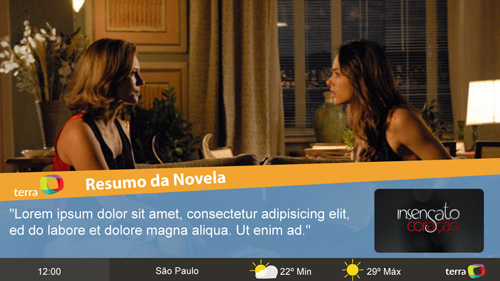 terra
Resumo da Novela
"Lorem ipsum dolor sit amet, consectetur adipisicing elit,
ed do labore et dolore magna aliqua. Ut enim ad."
insensato
coração
12:00
São Paulo
22º Min
29º Máx
terra